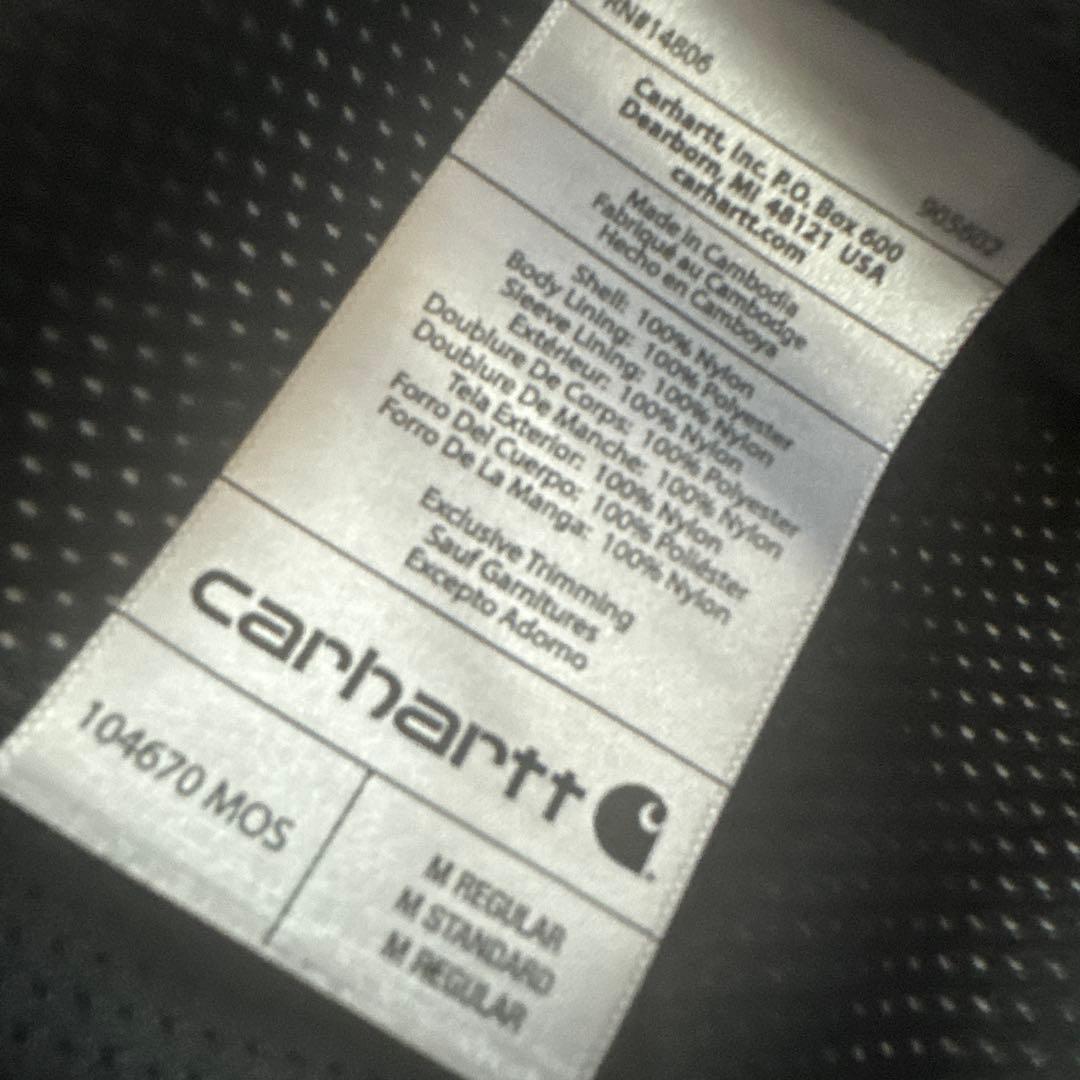 RN#14806
905602
Carhartt, Inc. P.O. Box 600
Dearborn, MI 48121 USA
carhartt.com
Made in Cambodia
Fabriqué au Cambodge
Hecho en Camboya
Shell: 100% Nylon
Body Lining: 100% Polyester
Sleeve Lining: 100% Nylon
Extérieur: 100% Nylon
Doublure De Corps: 100% Polyester
Doublure De Manche: 100% Nylon
Tela Exterior: 100% Nylon
Forro Del Cuerpo: 100% Poliéster
Forro De La Manga: 100% Nylon
Exclusive Trimming
Sauf Garnitures
Excepto Adorno
carhartt
104670 MOS
M REGULAR
M STANDARD
M REGULAR